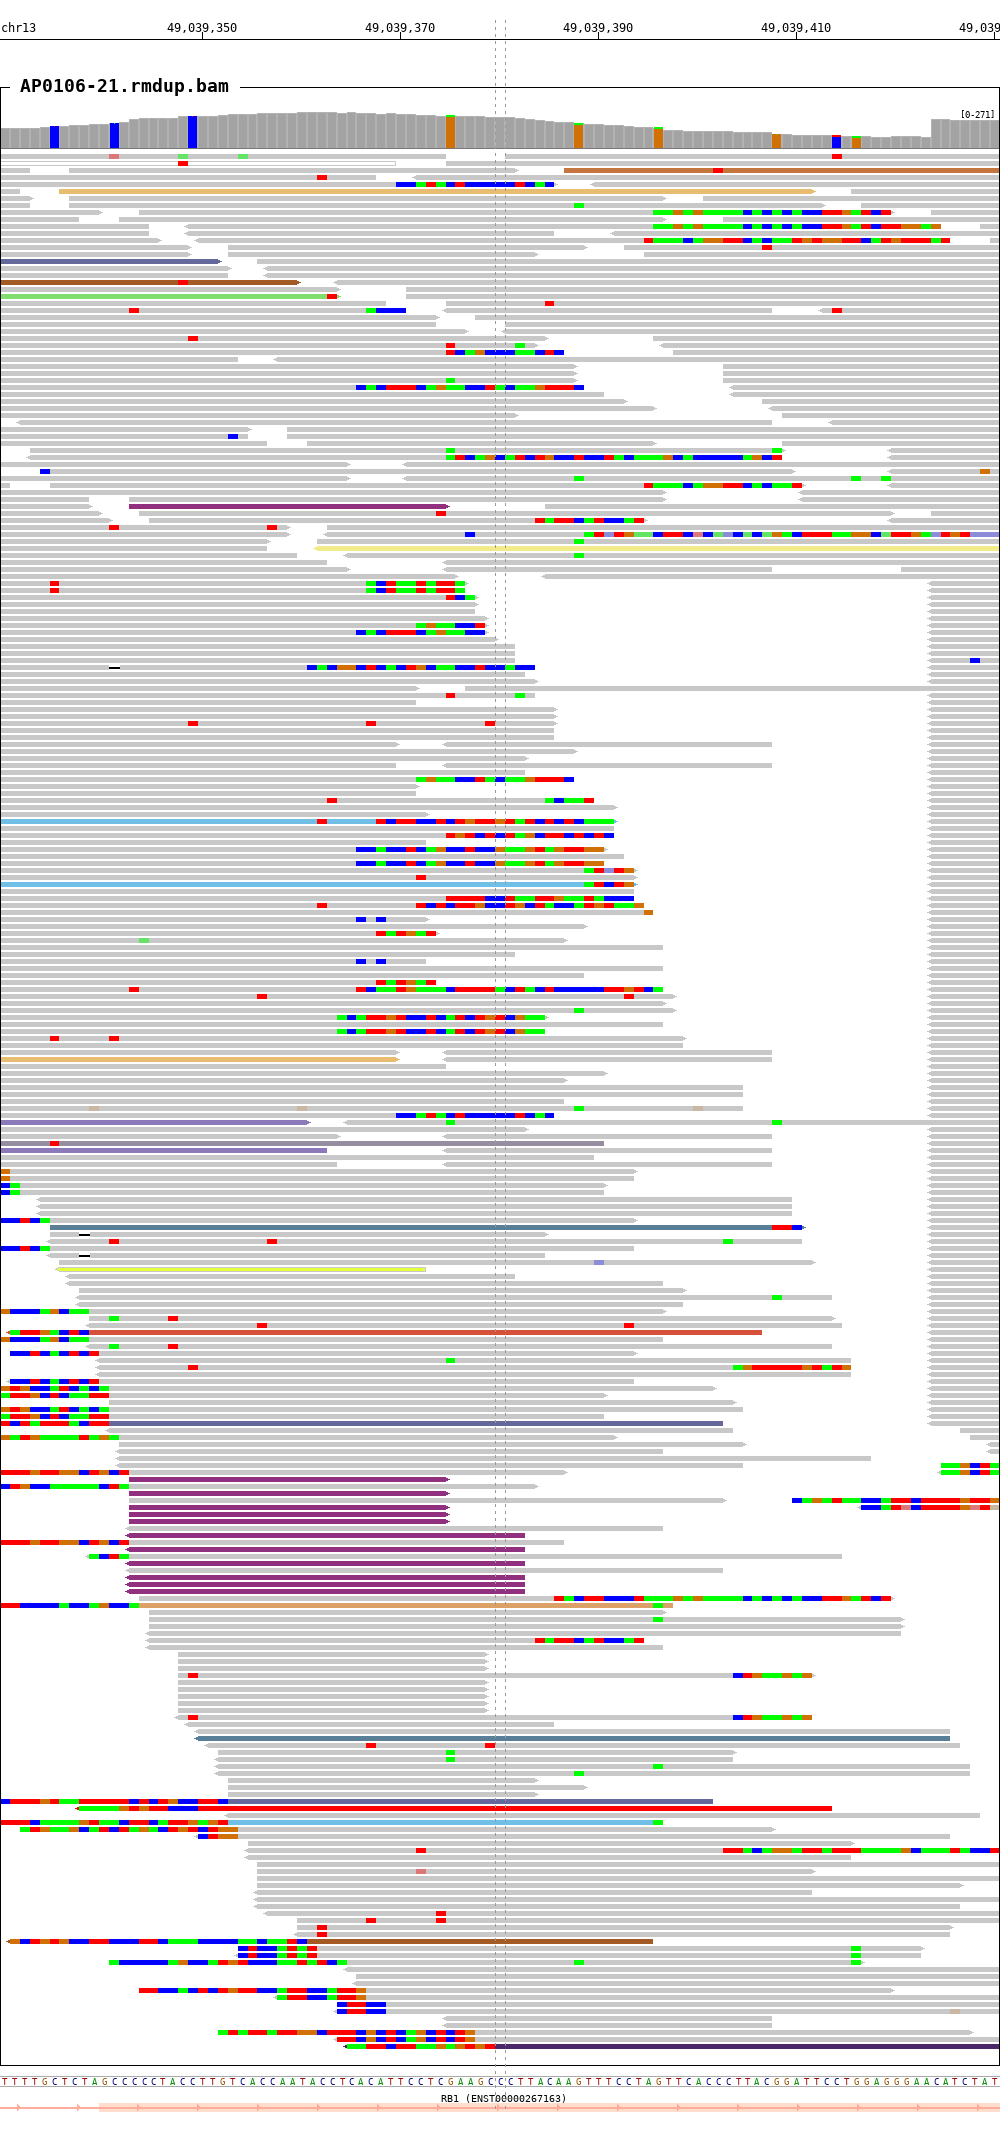 chr13 49,039,350 49,039,370 49,039,390 49,039,410 49,039
AP0106-21.rmdup.bam
[0-271]
T T T T G C T C T A G C C C C C T A C C T T G T C A C C A A T A C C T C A C A T T C C T C G A A G C C C T T A C A A G T T T C C T A G T T C A C C C T T A C G G A T T C C T G G A G G G A A C A T C T A T
RB1 (ENST00000267163)